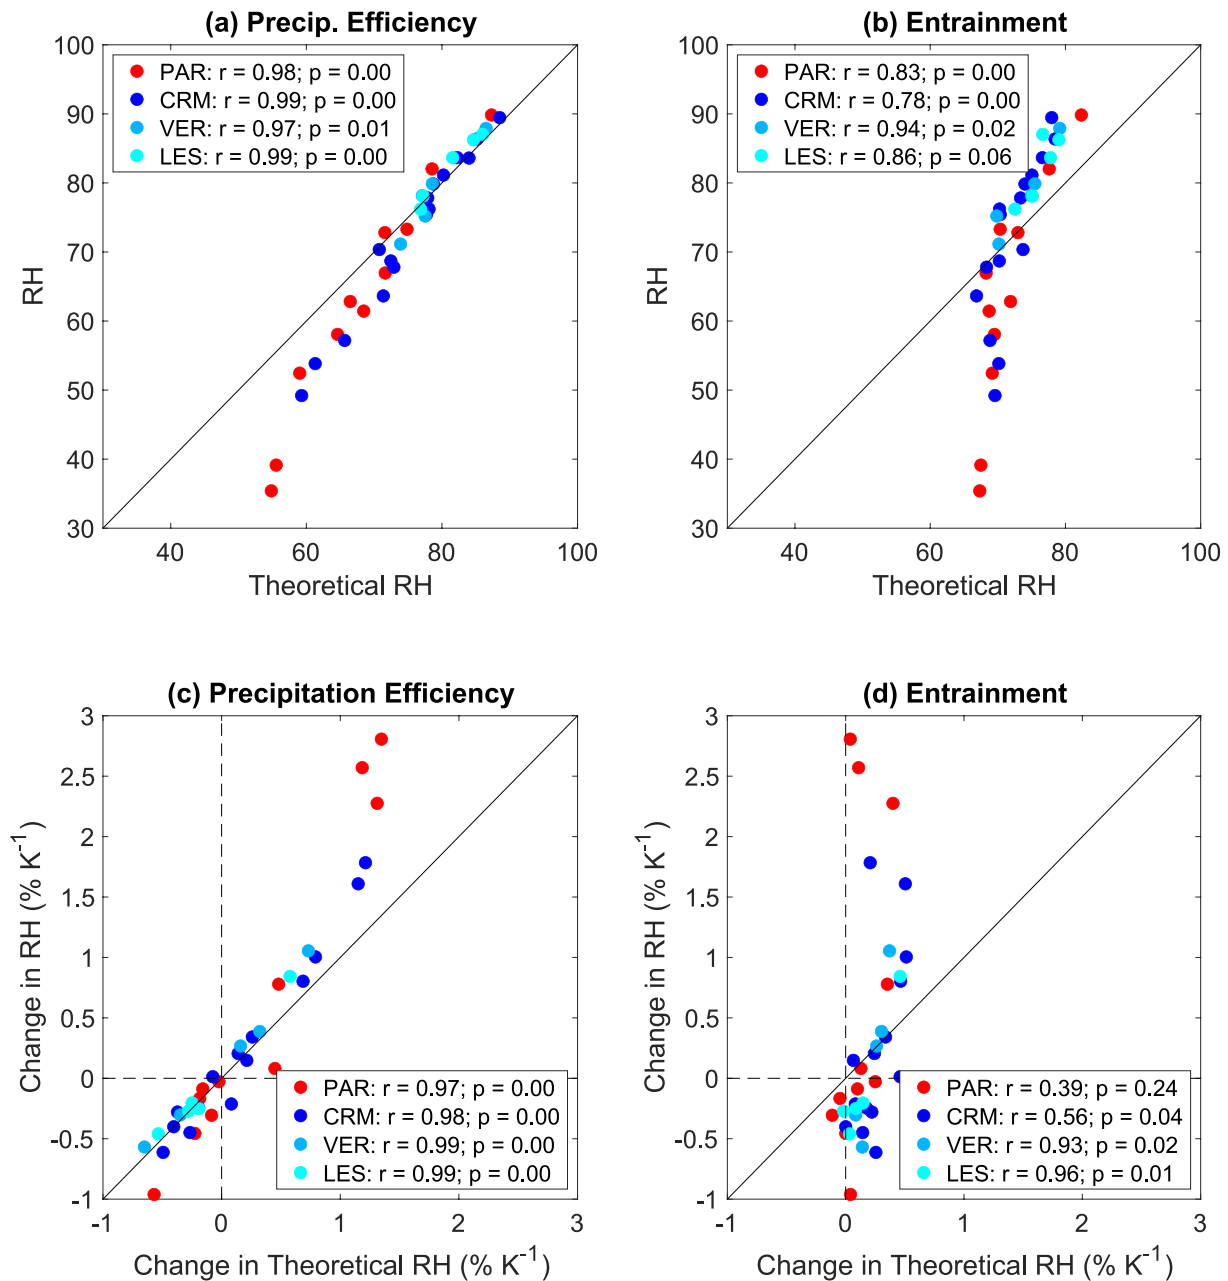 (a) Precip. Efficiency
100
90
80
70
60
50
40
30
RH
PAR: r = 0.98; p = 0.00
CRM: r = 0.99; p = 0.00
VER: r = 0.97; p = 0.01
LES: r = 0.99; p = 0.00
40
60
80
100
Theoretical RH
(b) Entrainment
100
90
80
70
60
50
40
30
RH
PAR: r = 0.83; p = 0.00
CRM: r = 0.78; p = 0.00
VER: r = 0.94; p = 0.02
LES: r = 0.86; p = 0.06
40
60
80
100
Theoretical RH
(c) Precipitation Efficiency
3
2.5
2
1.5
1
0.5
0
-0.5
-1
Change in RH (% K⁻¹)
PAR: r = 0.97; p = 0.00
CRM: r = 0.98; p = 0.00
VER: r = 0.99; p = 0.00
LES: r = 0.99; p = 0.00
-1
0
1
2
3
Change in Theoretical RH (% K⁻¹)
(d) Entrainment
3
2.5
2
1.5
1
0.5
0
-0.5
-1
Change in RH (% K⁻¹)
PAR: r = 0.39; p = 0.24
CRM: r = 0.56; p = 0.04
VER: r = 0.93; p = 0.02
LES: r = 0.96; p = 0.01
-1
0
1
2
3
Change in Theoretical RH (% K⁻¹)